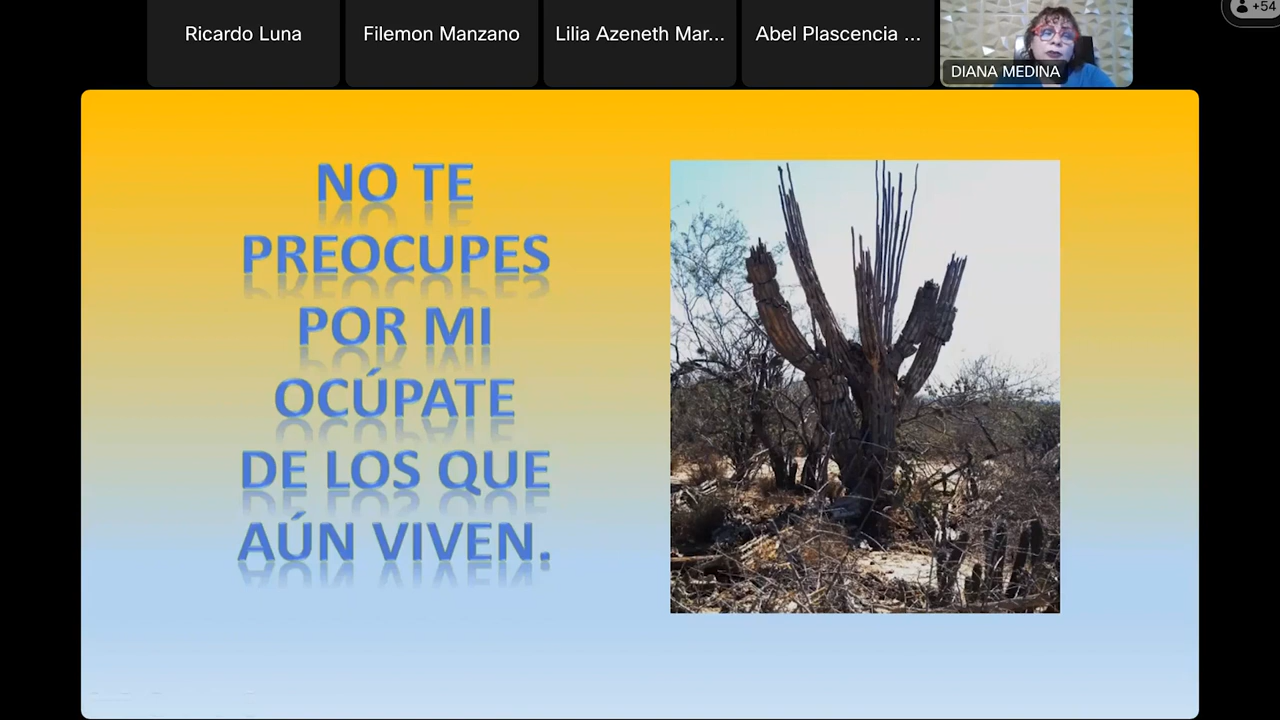 Ricardo Luna
Filemon Manzano
Lilia Azeneth Mar...
Abel Plascencia ...
DIANA MEDINA
+54
NO TE
PREOCUPES
POR MI
OCÚPATE
DE LOS QUE
AÚN VIVEN.